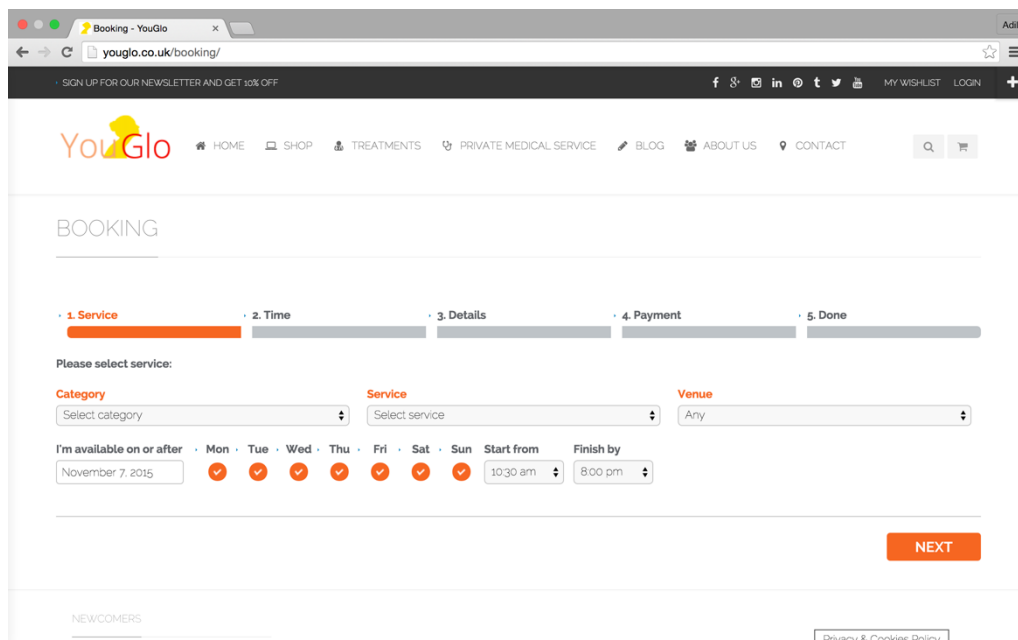 Booking - YouGlo
Adil
youglo.co.uk/booking/
SIGN UP FOR OUR NEWSLETTER AND GET 10% OFF
MY WISHLIST LOGIN
YouGlo
HOME SHOP TREATMENTS PRIVATE MEDICAL SERVICE BLOG ABOUT US CONTACT
BOOKING
1. Service 2. Time 3. Details 4. Payment 5. Done
Please select service:
Category Service Venue
Select category Select service Any
I'm available on or after Mon Tue Wed Thu Fri Sat Sun Start from Finish by
November 7, 2015 10:30 am 8:00 pm
NEXT
NEWCOMERS
Privacy & Cookies Policy